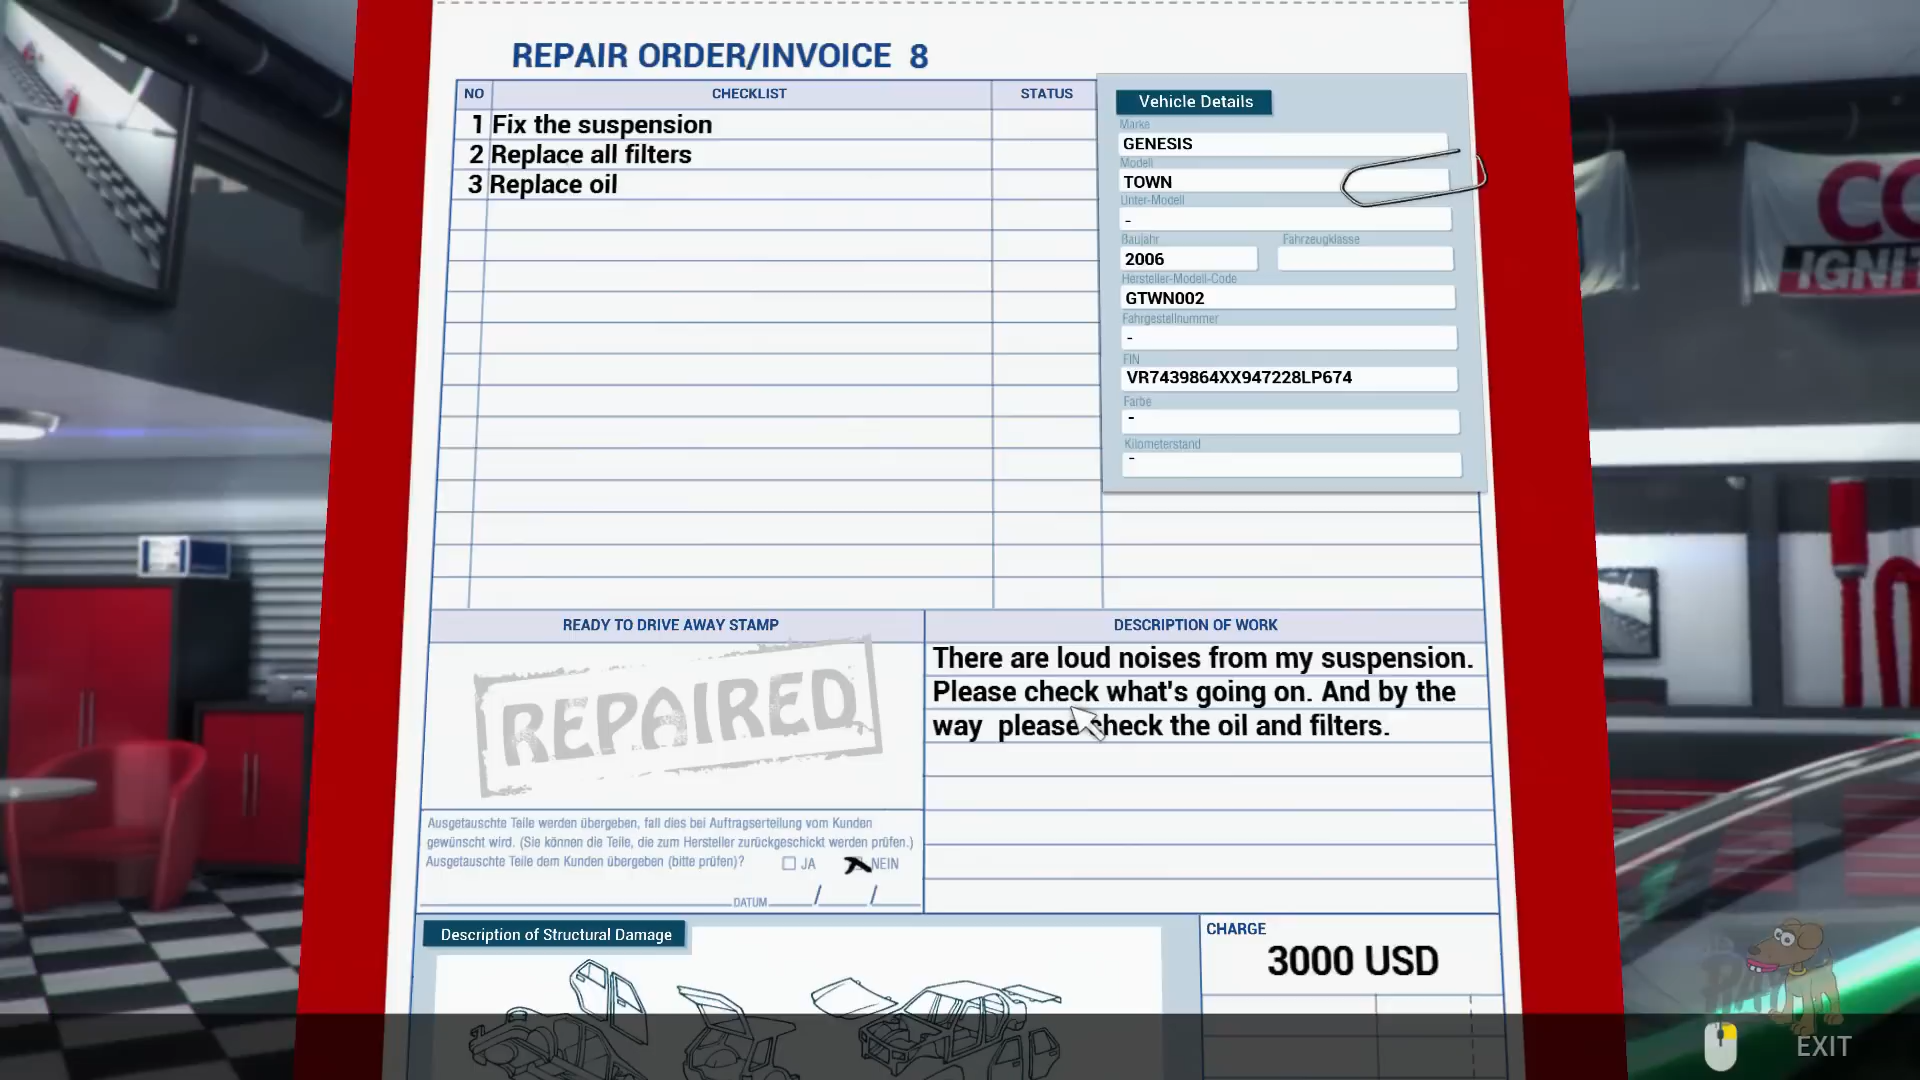 REPAIR ORDER/INVOICE 8
NO CHECKLIST STATUS
1 Fix the suspension
2 Replace all filters
3 Replace oil
Vehicle Details
Marke
GENESIS
Modell
TOWN
Unter-Modell
-
Baujahr Fahrzeugklasse
2006
Hersteller-Modell-Code
GTWN002
Fahrgestellnummer
-
FIN
VR7439864XX947228LP674
Farbe
-
Kilometerstand
-
READY TO DRIVE AWAY STAMP
REPAIRED
DESCRIPTION OF WORK
There are loud noises from my suspension.
Please check what's going on. And by the
way please check the oil and filters.
Ausgetauschte Teile werden übergeben, fall dies bei Auftragserteilung vom Kunden
gewünscht wird. (Sie können die Teile, die zum Hersteller zurückgeschickt werden prüfen.)
Ausgetauschte Teile dem Kunden übergeben (bitte prüfen)? JA NEIN
DATUM / /
Description of Structural Damage
CHARGE
3000 USD
EXIT